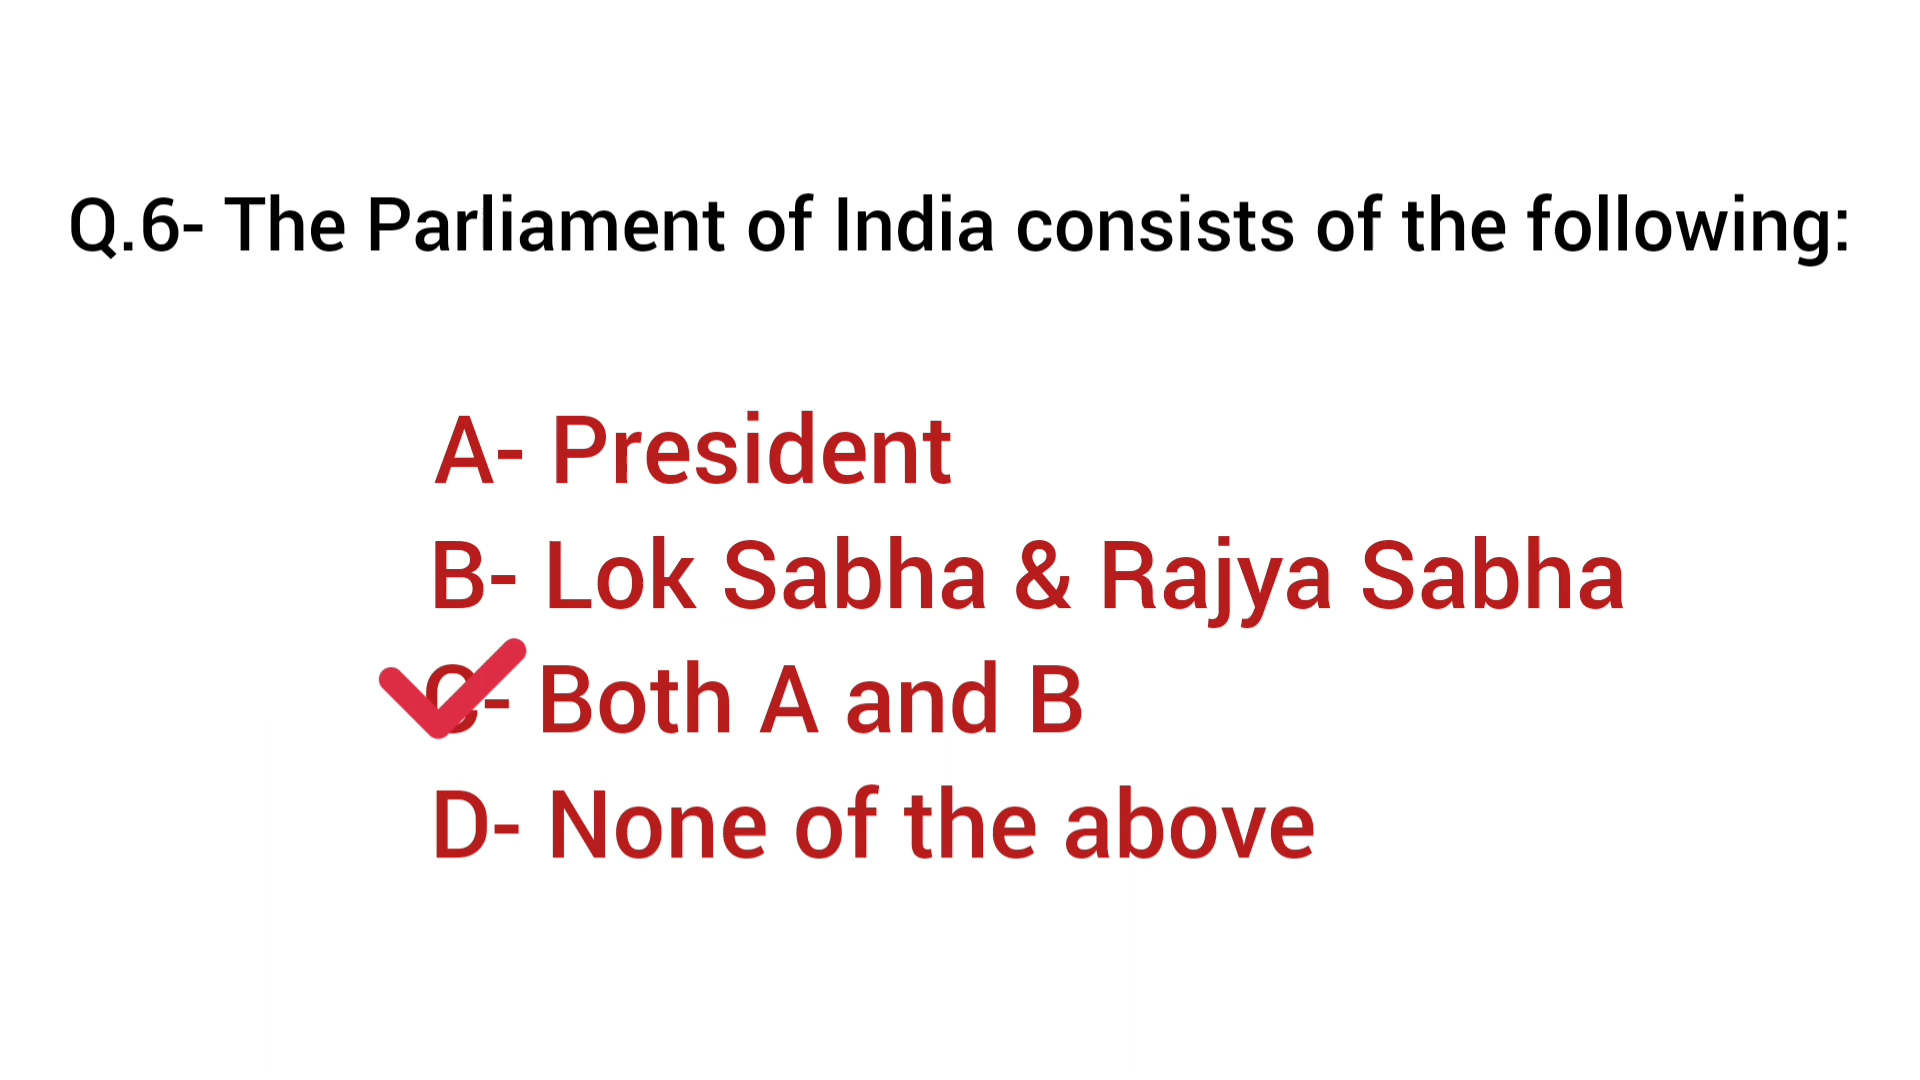 Q.6- The Parliament of India consists of the following:
A- President
B- Lok Sabha & Rajya Sabha
C- Both A and B
D- None of the above